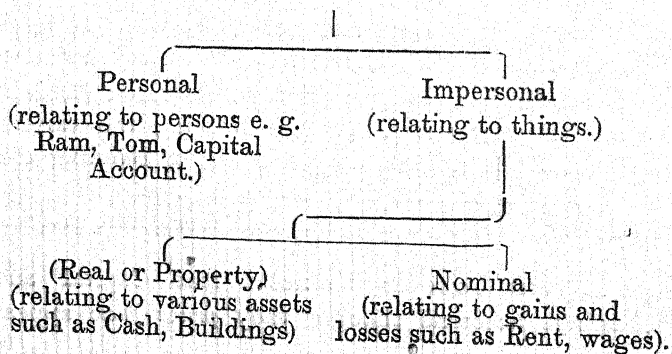 Personal
(relating to persons e. g.
Ram, Tom, Capital
Account.)
Impersonal
(relating to things.)
(Real or Property)
(relating to various assets
such as Cash, Buildings)
Nominal
(relating to gains and
losses such as Rent, wages).